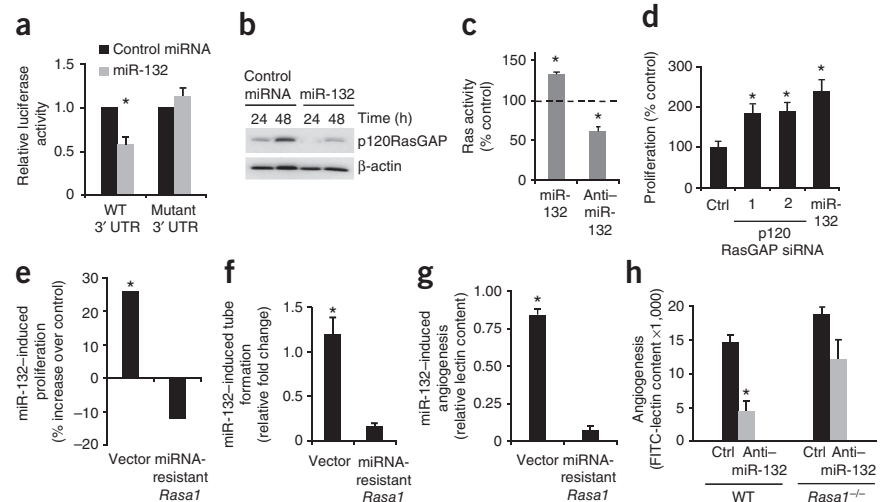 a
Control miRNA
miR-132
Relative luciferase
activity
1.5
1.0
0.5
0
*
WT
3′ UTR
Mutant
3′ UTR
b
Control
miRNA
miR-132
24 48 24 48 Time (h)
p120RasGAP
β-actin
c
Ras activity
(% control)
150
100
50
0
*
*
miR-
132
Anti–
miR-
132
d
Proliferation (% control)
300
200
100
0
*
*
*
Ctrl 1 2 miR-
132
p120
RasGAP siRNA
e
miR-132–induced
proliferation
(% increase over control)
30
20
10
0
−10
−20
*
Vector miRNA-
resistant
Rasa1
f
miR-132–induced tube
formation
(relative fold change)
1.5
1.0
0.5
0
*
Vector miRNA-
resistant
Rasa1
g
miR-132–induced
angiogenesis
(relative lectin content)
1.00
0.75
0.50
0.25
0
*
Vector miRNA-
resistant
Rasa1
h
Angiogenesis
(FITC-lectin content ×1,000)
20
15
10
5
0
*
Ctrl Anti–
miR-132
Ctrl Anti–
miR-132
WT
Rasa1−/−